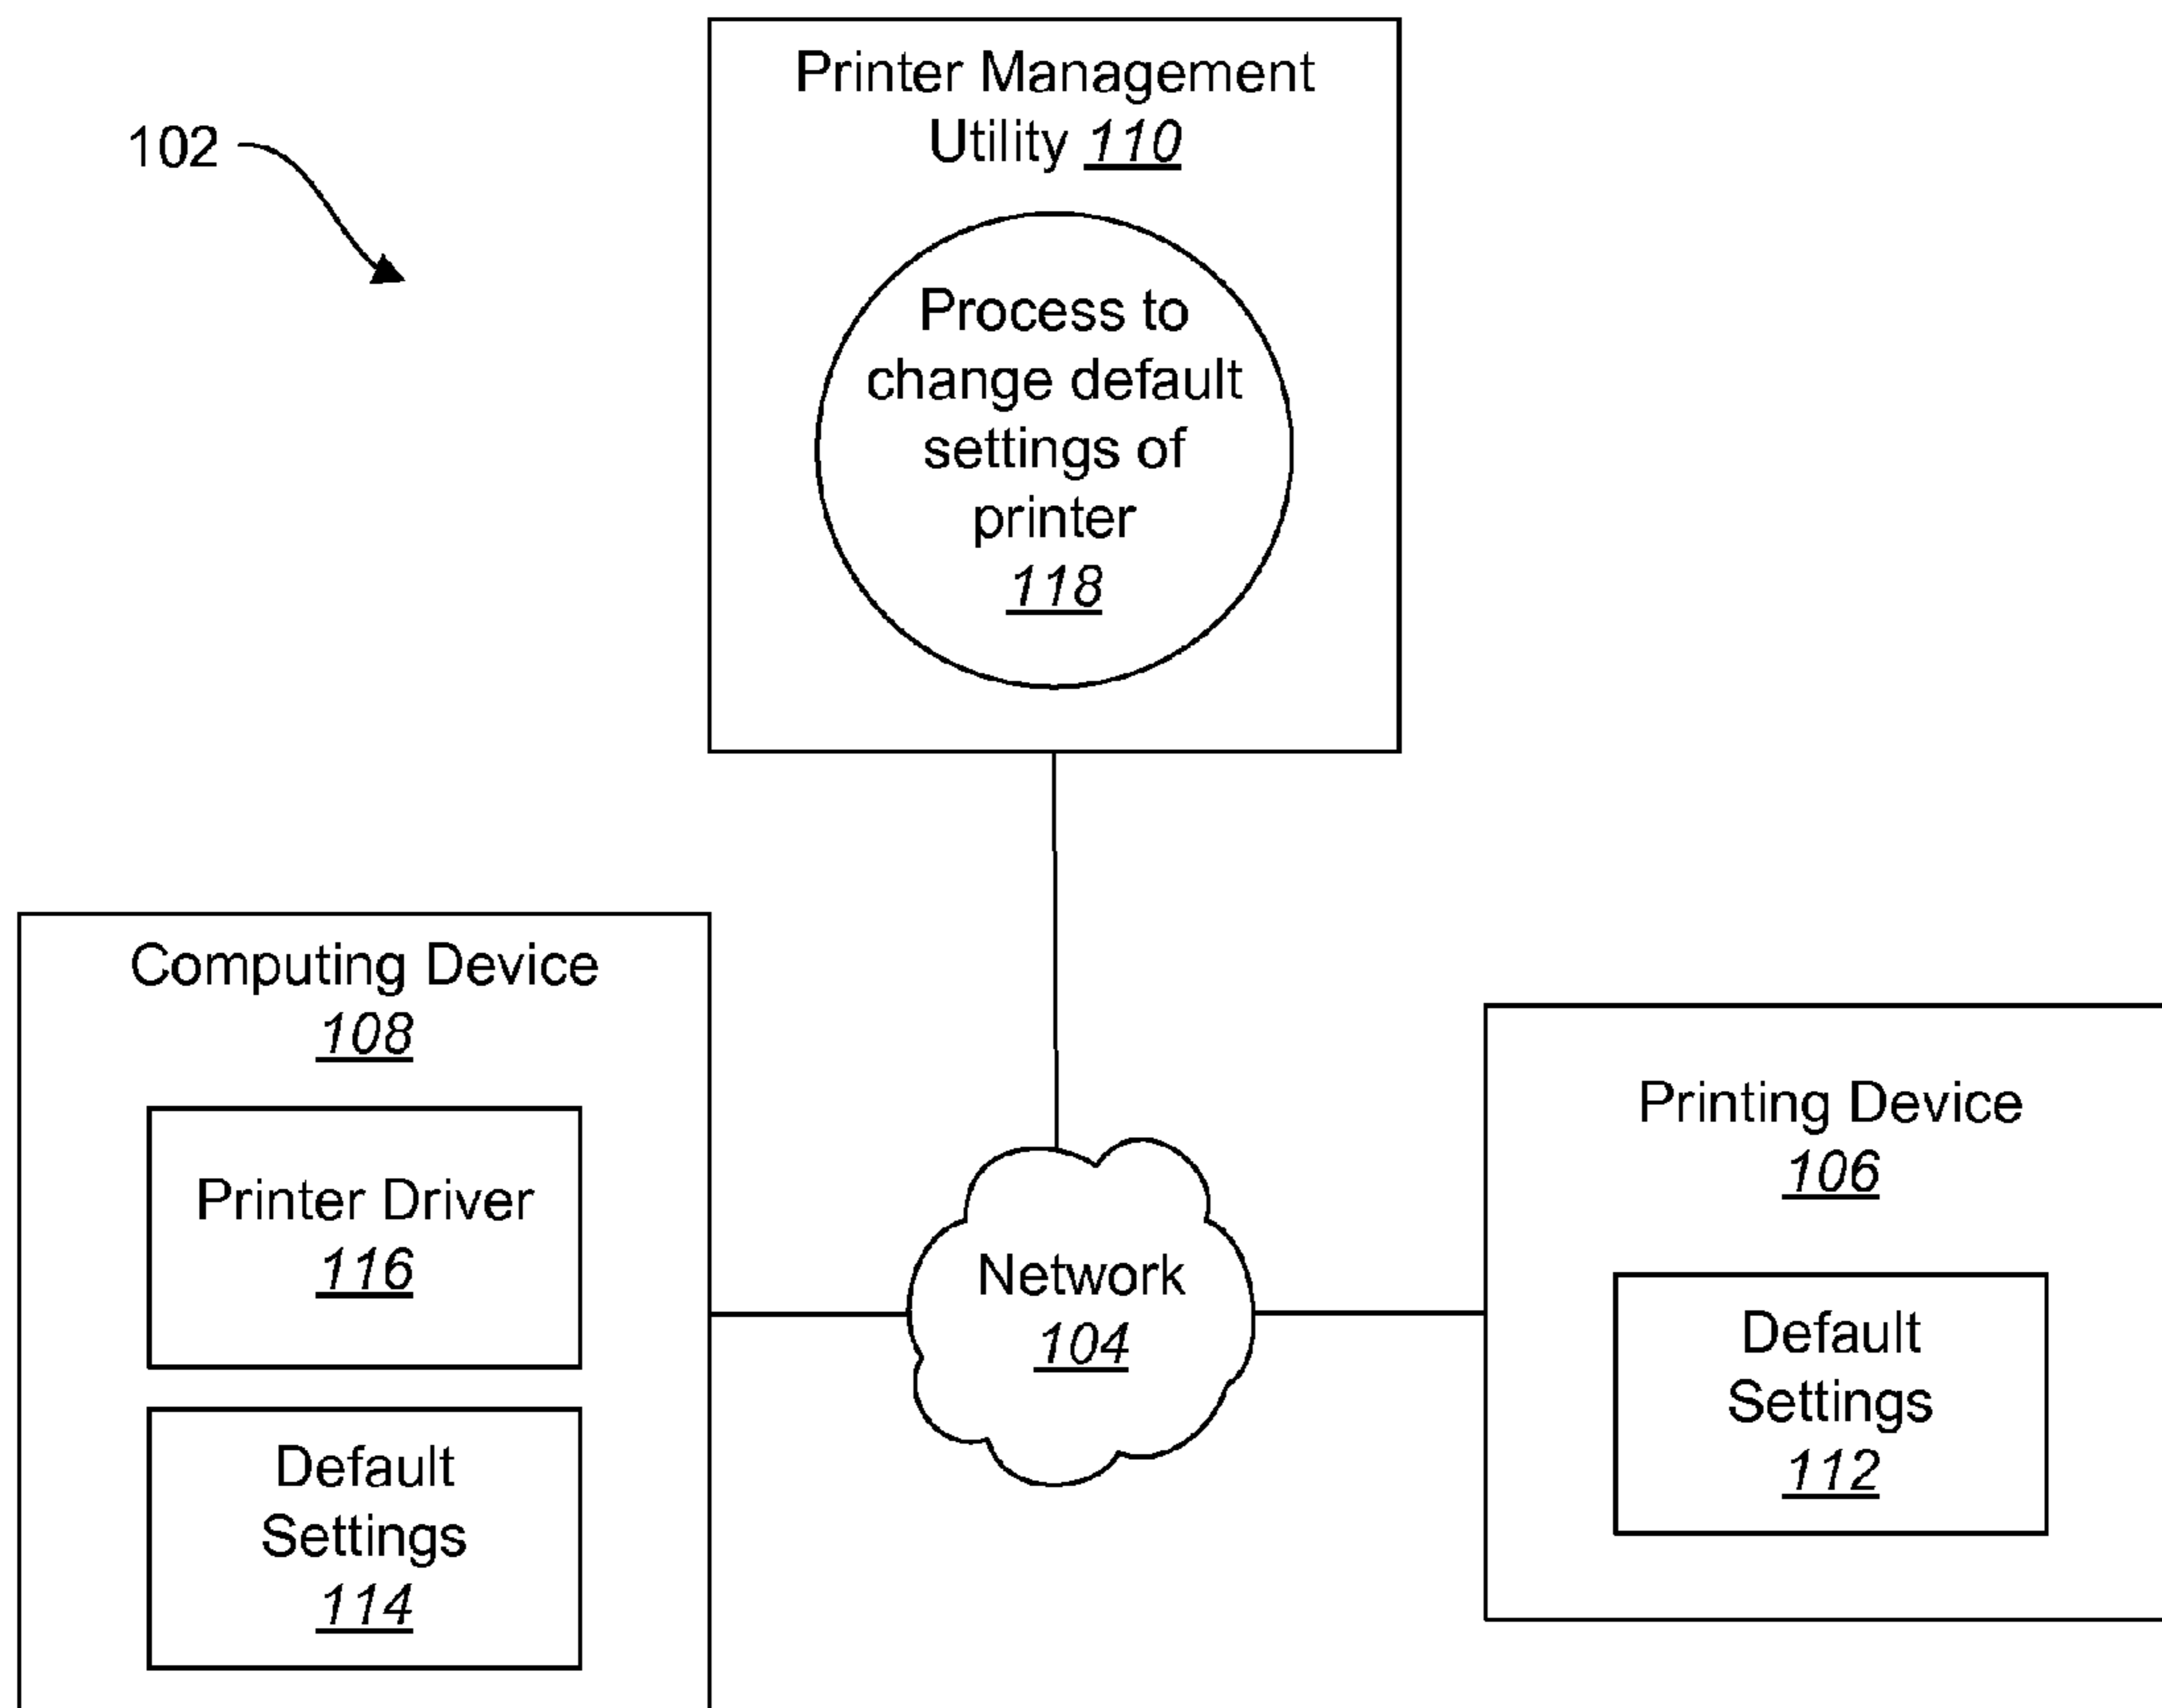 102
Printer Management
Utility 110
Process to
change default
settings of
printer
118
Computing Device
108
Printer Driver
116
Default
Settings
114
Network
104
Printing Device
106
Default
Settings
112